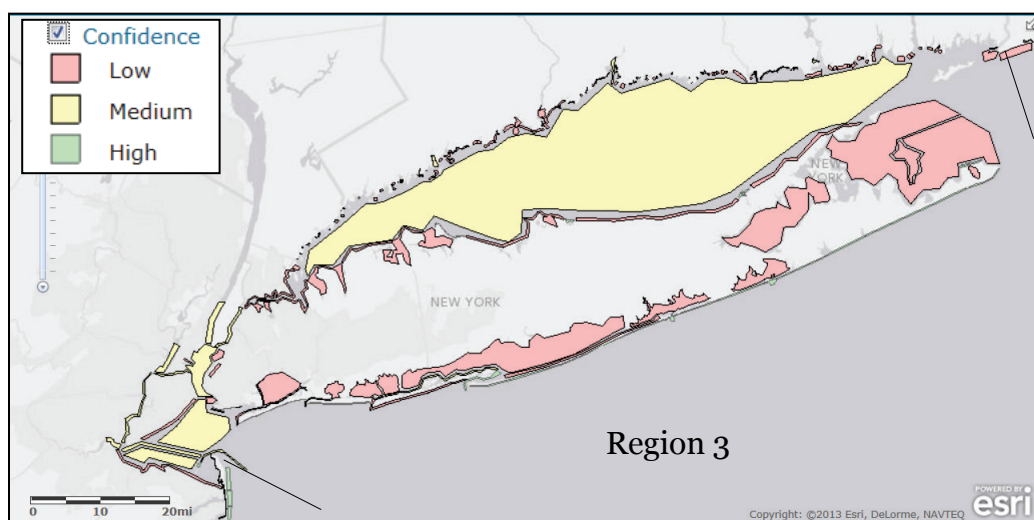 Confidence
Low
Medium
High
NEW
YORK
NEW YORK
Region 3
0 10 20mi
POWERED BY
esri
Copyright: ©2013 Esri, DeLorme, NAVTEQ